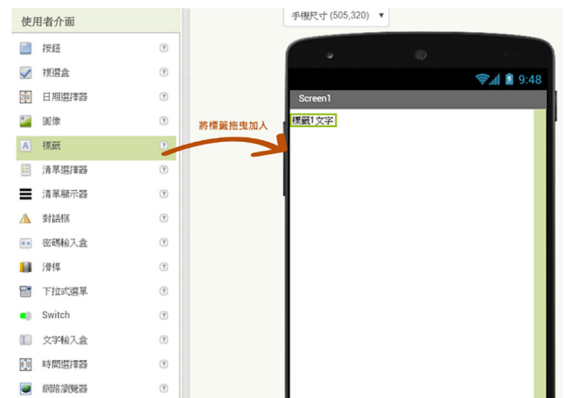 使用者介面
手機尺寸 (505,320)
按鈕
複選盒
9:48
日期選擇器
Screen1
圖像
標籤1文字
將標籤拖曳加入
標籤
清單選擇器
清單顯示器
對話框
密碼輸入盒
滑桿
下拉式選單
Switch
文字輸入盒
時間選擇器
網路瀏覽器